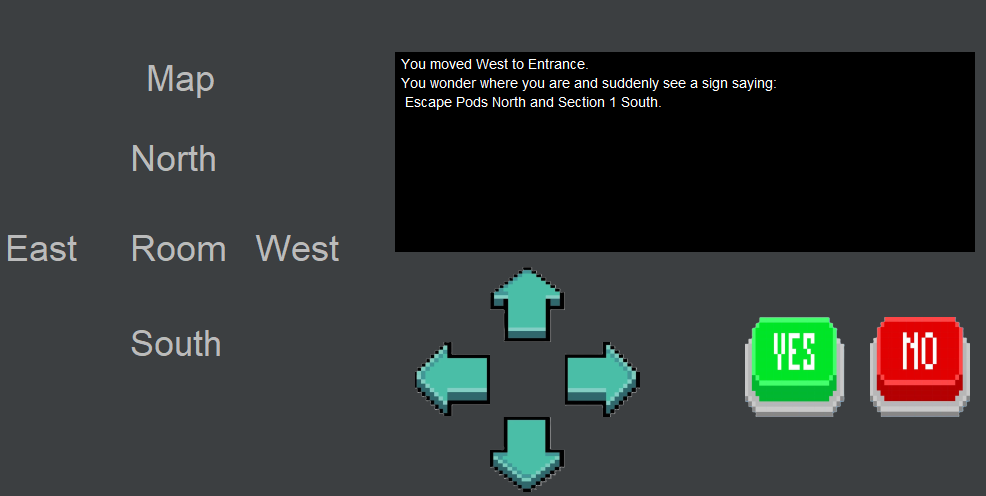 Map
North
East Room West
South
You moved West to Entrance.
You wonder where you are and suddenly see a sign saying:
Escape Pods North and Section 1 South.
YES NO